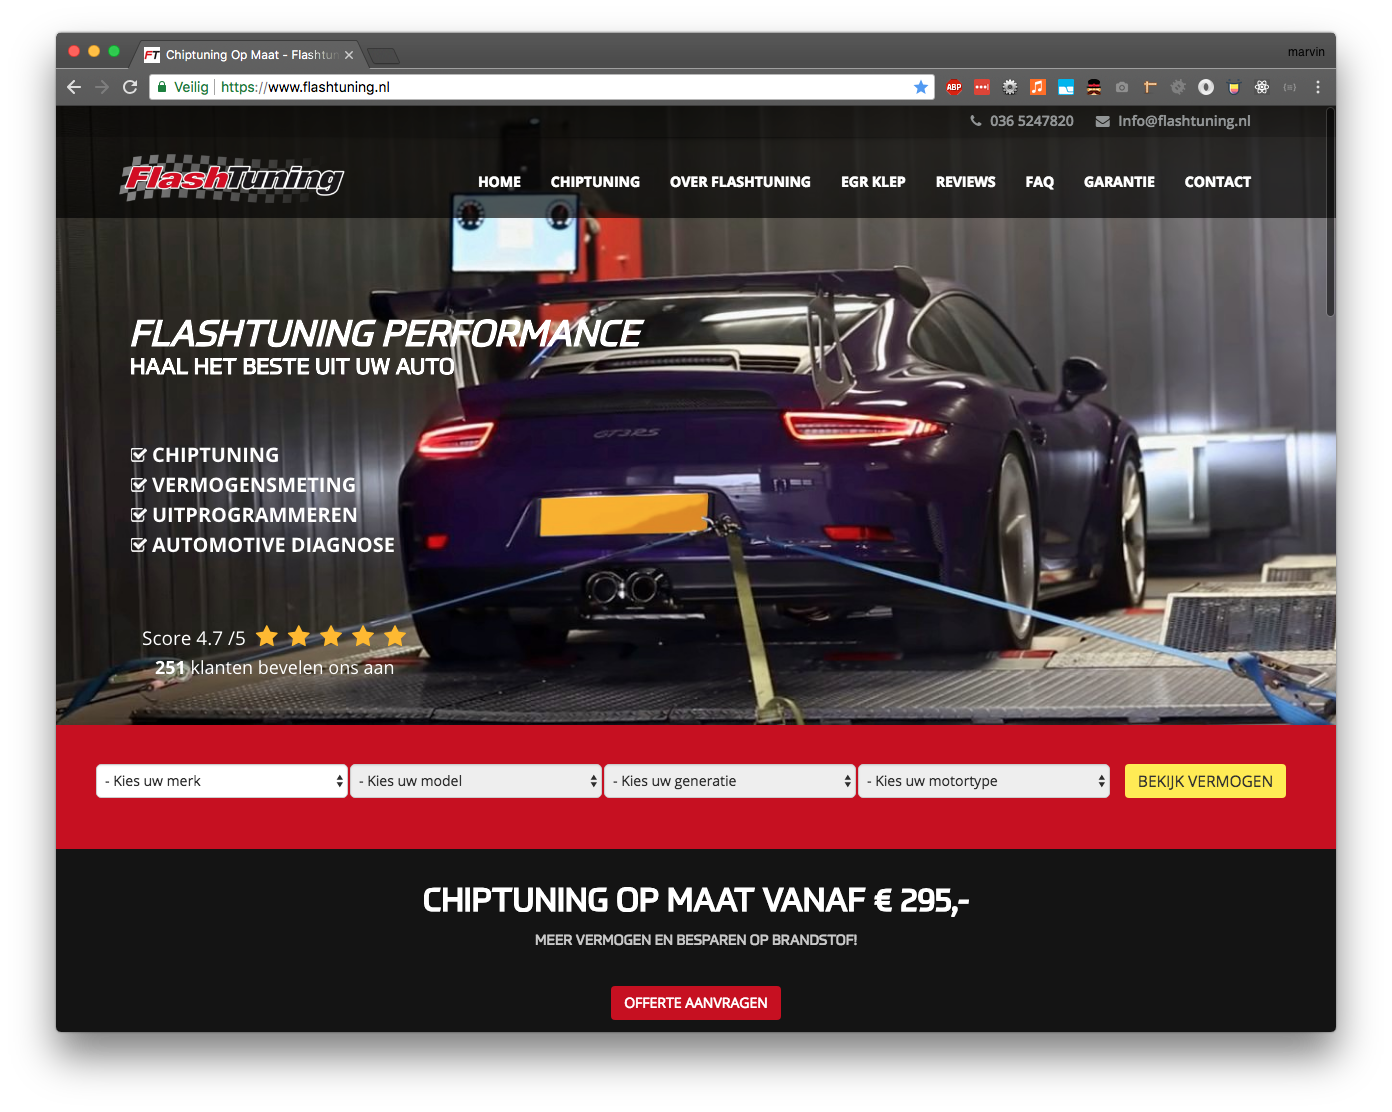 Chiptuning Op Maat - Flashtun
marvin
Veilig
https://www.flashtuning.nl
ABP
036 5247820
Info@flashtuning.nl
FlashTuning
HOME
CHIPTUNING
OVER FLASHTUNING
EGR KLEP
REVIEWS
FAQ
GARANTIE
CONTACT
FLASHTUNING PERFORMANCE
HAAL HET BESTE UIT UW AUTO
GT3RS
CHIPTUNING
VERMOGENSMETING
UITPROGRAMMEREN
AUTOMOTIVE DIAGNOSE
Score 4.7 /5
251 klanten bevelen ons aan
- Kies uw merk
- Kies uw model
- Kies uw generatie
- Kies uw motortype
BEKIJK VERMOGEN
CHIPTUNING OP MAAT VANAF € 295,-
MEER VERMOGEN EN BESPAREN OP BRANDSTOF!
OFFERTE AANVRAGEN